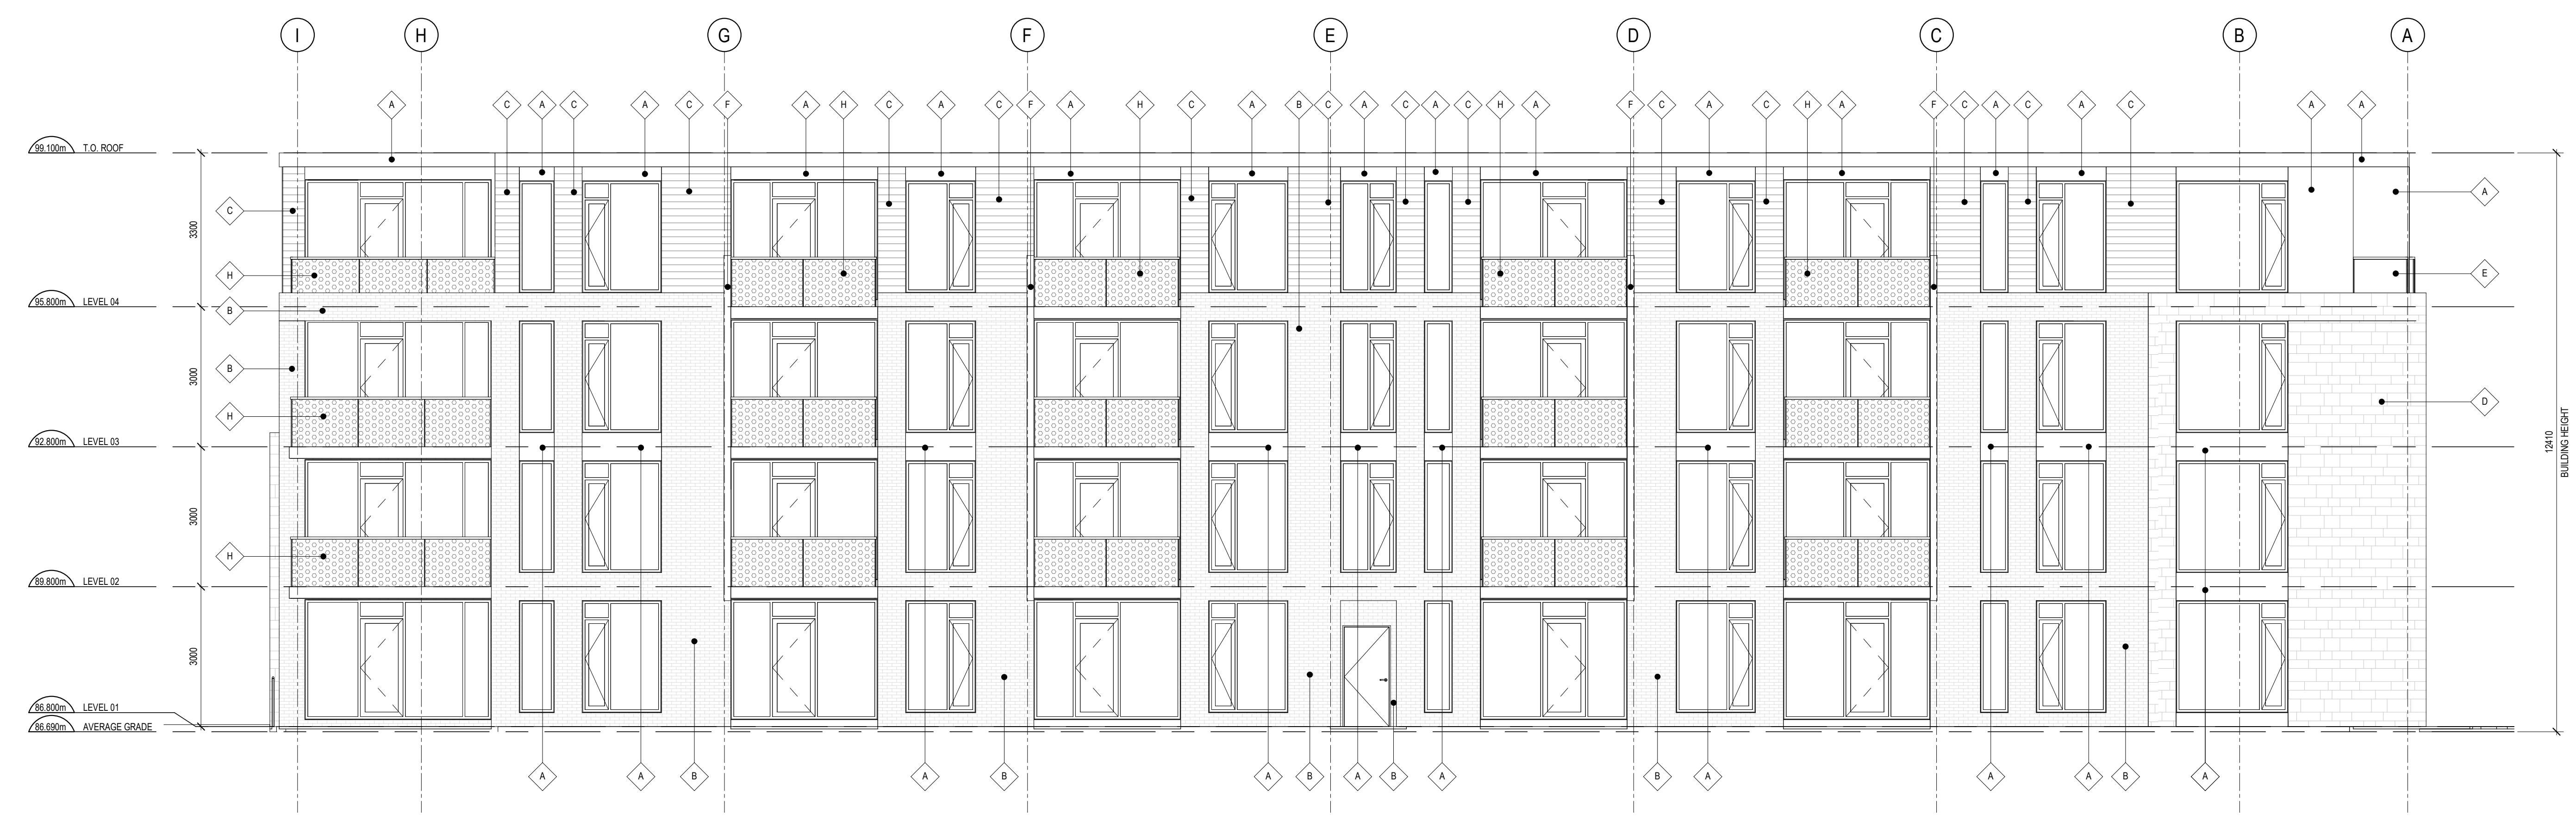 I H G F E D C B A
A C A C A C F A H C A C F A H C A B C A C A C H A F C A C H A F C A C A C A A
99.100m T.O. ROOF
C A
3300
H E
95.800m LEVEL 04
B
B
3000
H D
12410
BUILDING HEIGHT
92.800m LEVEL 03
3000
H
89.800m LEVEL 02
3000
86.800m LEVEL 01
86.690m AVERAGE GRADE
A A B A B A B A B A B A A A B A